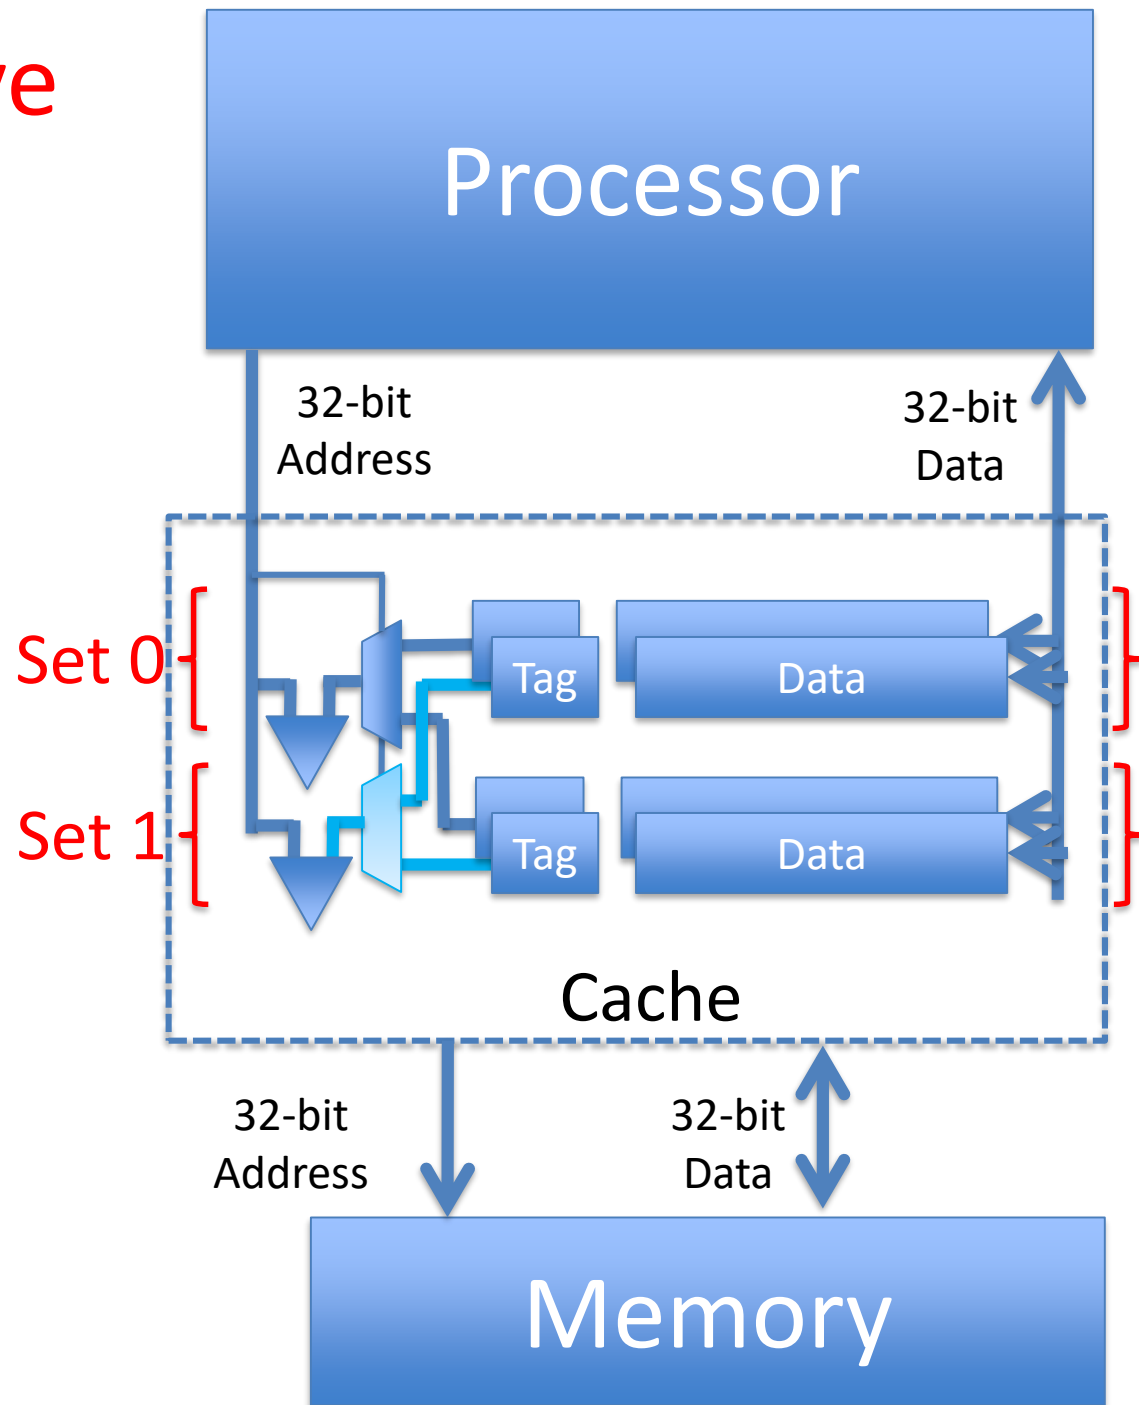 ve
Processor
32-bit
Address
32-bit
Data
Set 0
Tag
Data
Set 1
Tag
Data
Cache
32-bit
Address
32-bit
Data
Memory